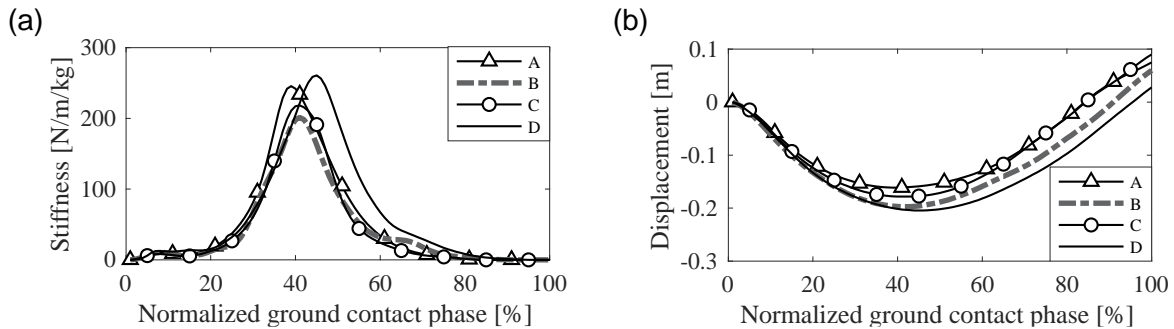 (a)
300
200
100
0
Stiffness [N/m/kg]
0 20 40 60 80 100
Normalized ground contact phase [%]
A
B
C
D
(b)
0.1
0
-0.1
-0.2
-0.3
Displacement [m]
0 20 40 60 80 100
Normalized ground contact phase [%]
A
B
C
D